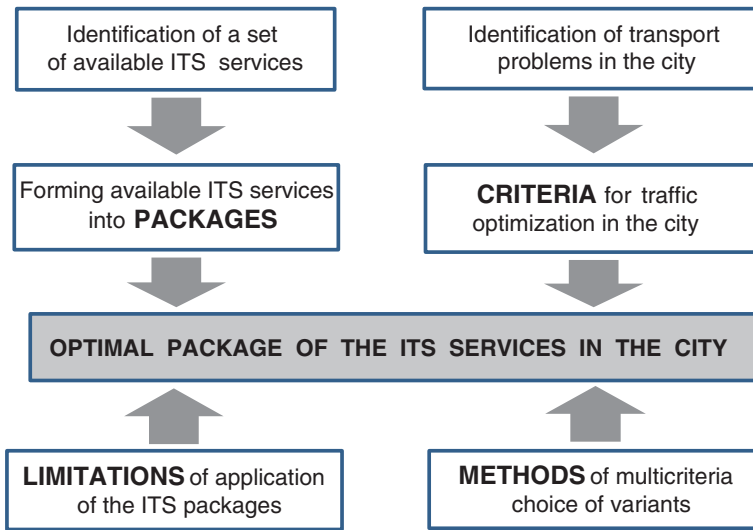 Identification of a set
of available ITS services
Identification of transport
problems in the city
Forming available ITS services
into PACKAGES
CRITERIA for traffic
optimization in the city
OPTIMAL PACKAGE OF THE ITS SERVICES IN THE CITY
LIMITATIONS of application
of the ITS packages
METHODS of multicriteria
choice of variants